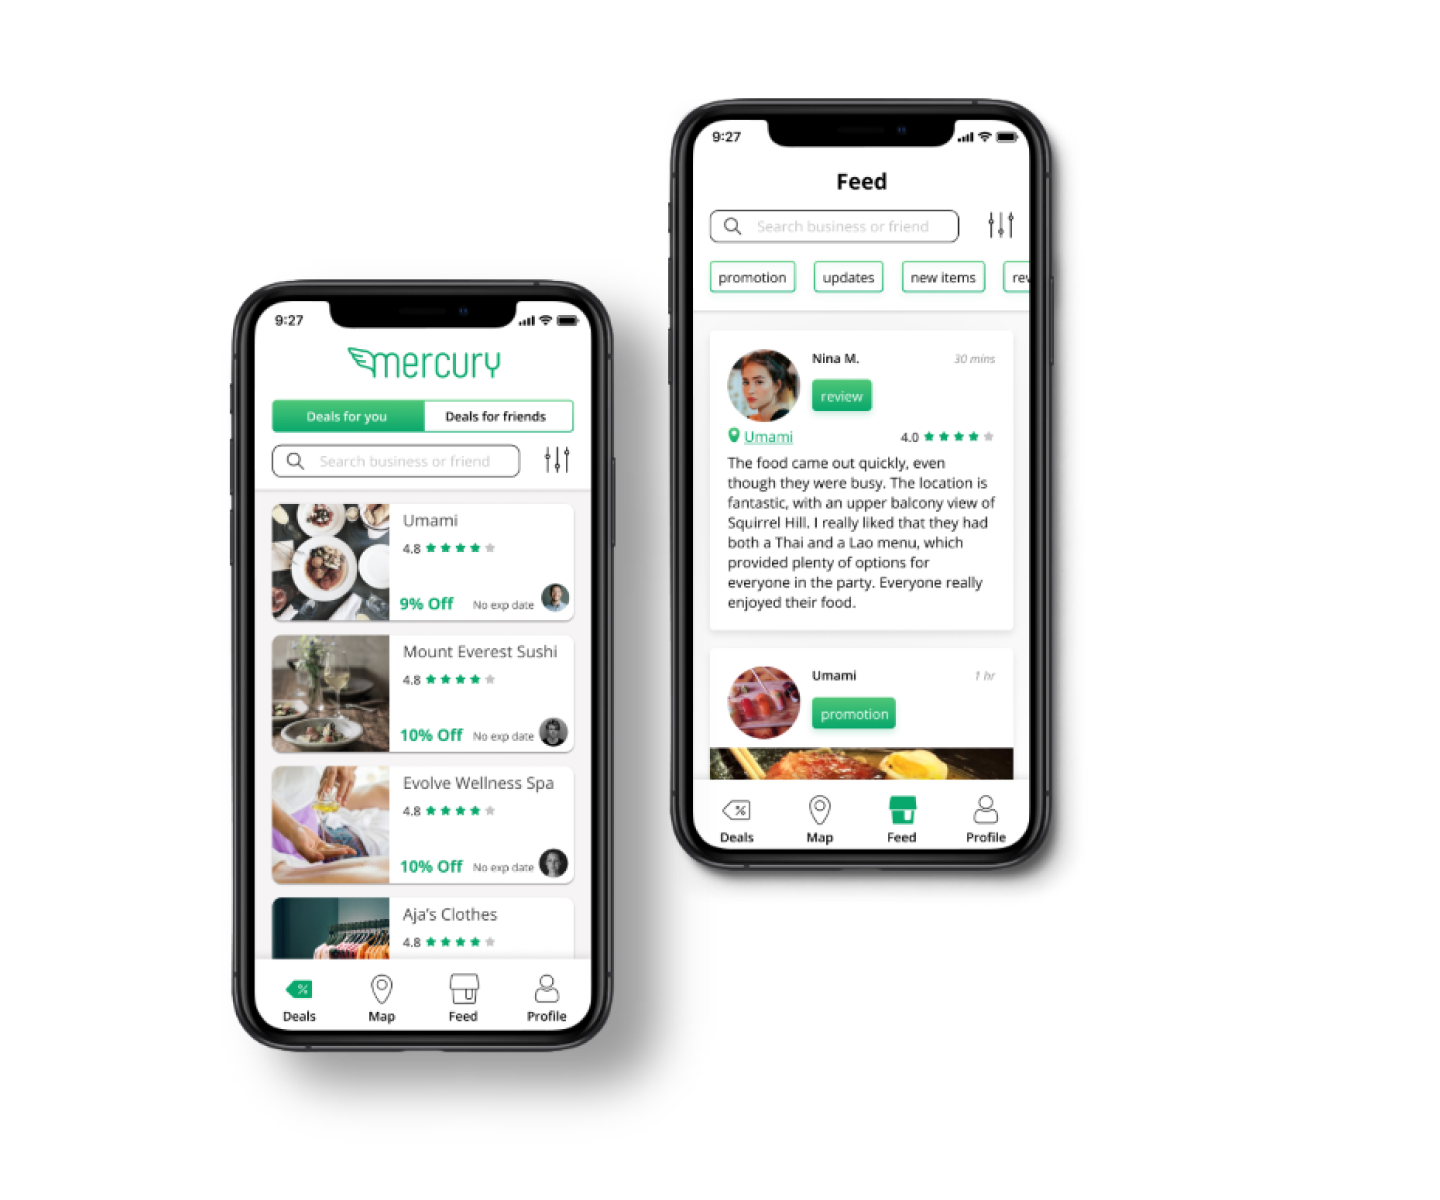 9:27
mercury
Deals for you
Deals for friends
Search business or friend
Umami
4.8
9% Off
No exp date
Mount Everest Sushi
4.8
10% Off
No exp date
Evolve Wellness Spa
4.8
10% Off
No exp date
Aja's Clothes
4.8
%
Deals
Map
Feed
Profile
9:27
Feed
Search business or friend
promotion
updates
new items
rev
Nina M.
30 mins
review
Umami
4.0
The food came out quickly, even
though they were busy. The location is
fantastic, with an upper balcony view of
Squirrel Hill. I really liked that they had
both a Thai and a Lao menu, which
provided plenty of options for
everyone in the party. Everyone really
enjoyed their food.
Umami
1 hr
promotion
%
Deals
Map
Feed
Profile